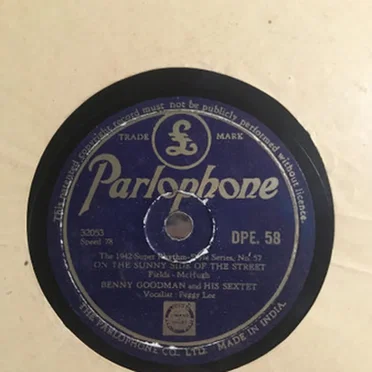 This patented copyright record must not be publicly performed without licence.
TRADE MARK
£
Parlophone
32053
Speed 78
DPE. 58
The 1942 Super Rhythm-Style Series, No. 57
ON THE SUNNY SIDE OF THE STREET
Fields - McHugh
BENNY GOODMAN and HIS SEXTET
Vocalist: Peggy Lee
THE PARLOPHONE CO., LTD. MADE IN INDIA.